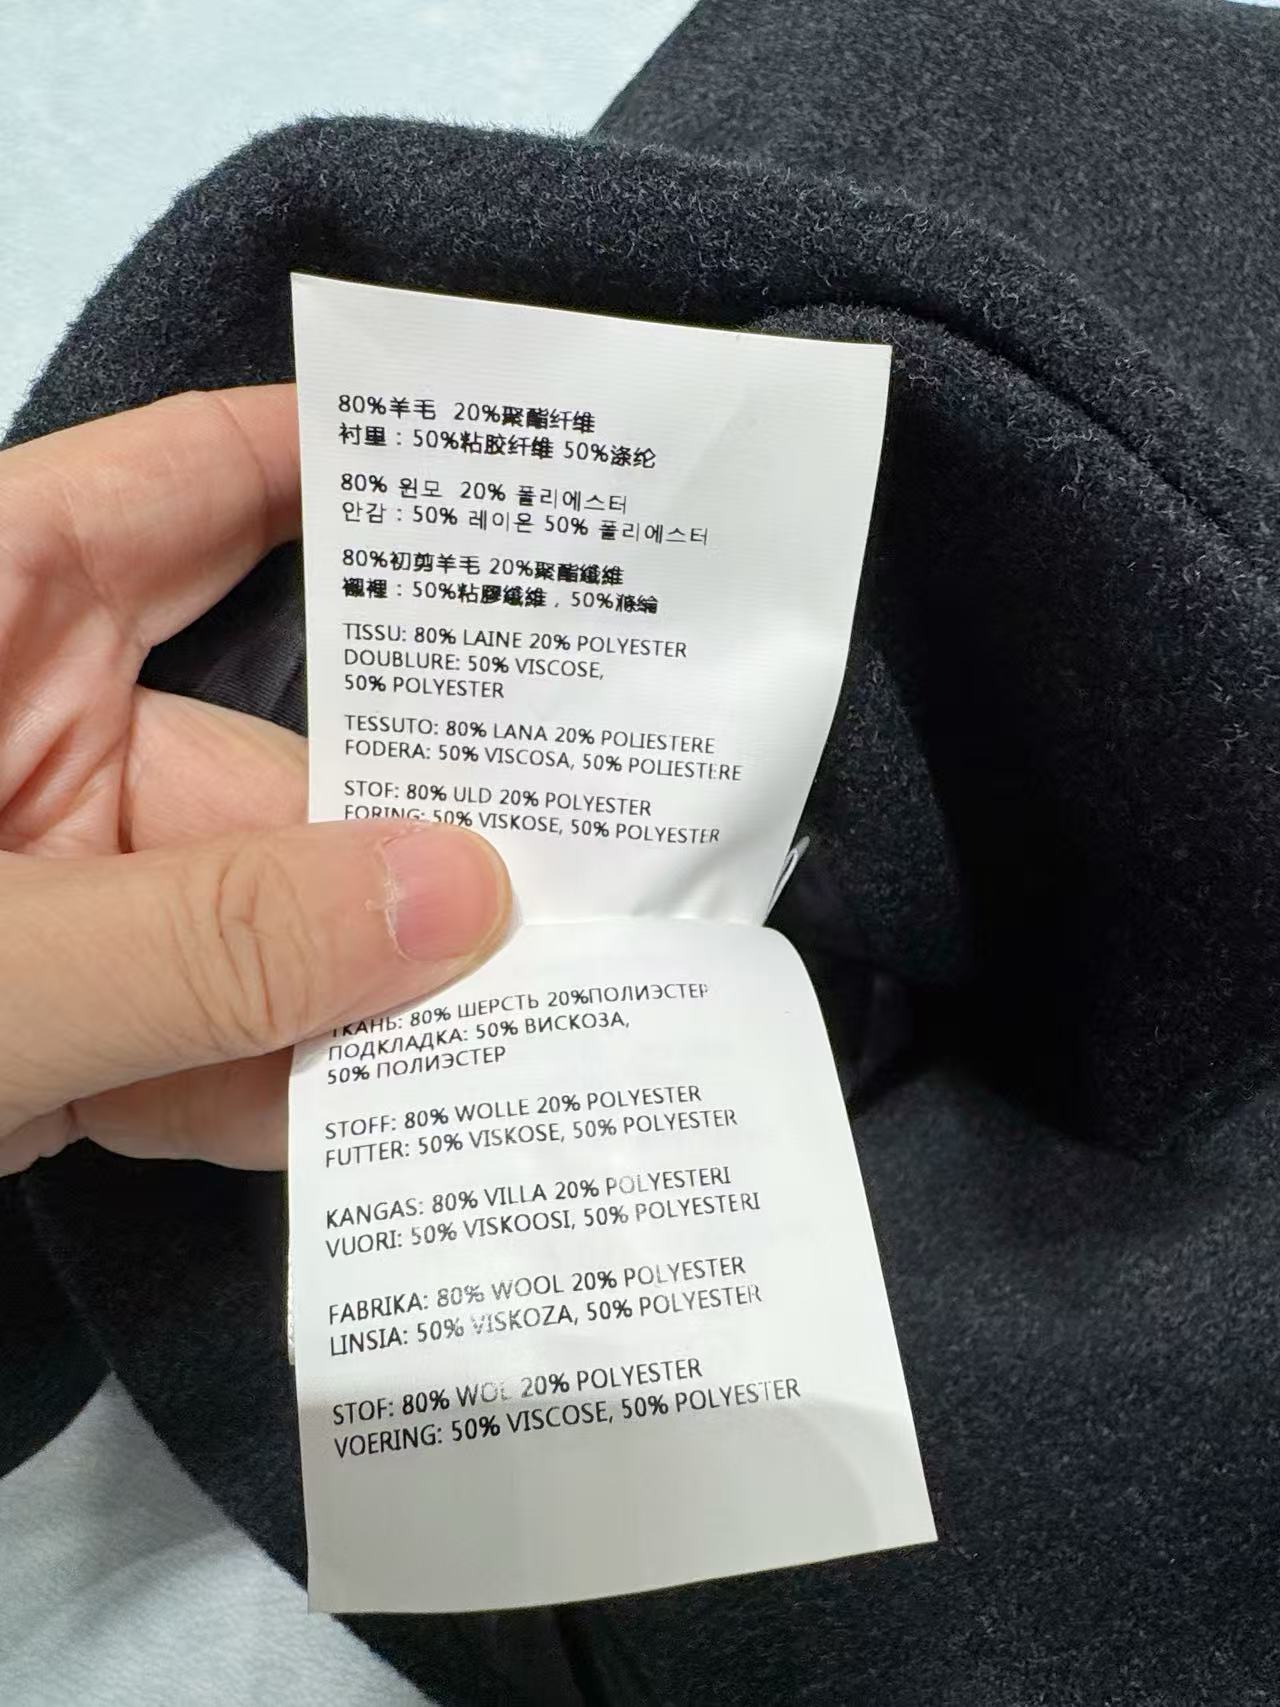 80%羊毛 20%聚酯纤维
衬里：50%粘胶纤维 50%涤纶
80% 원모 20% 폴리에스터
안감 : 50% 레이온 50% 폴리에스터
80%初剪羊毛 20%聚酯纖維
襯裡：50%粘膠纖維，50%滌綸
TISSU: 80% LAINE 20% POLYESTER
DOUBLURE: 50% VISCOSE,
50% POLYESTER
TESSUTO: 80% LANA 20% POLIESTERE
FODERA: 50% VISCOSA, 50% POLIESTERE
STOF: 80% ULD 20% POLYESTER
FORING: 50% VISKOSE, 50% POLYESTER
ТКАНЬ: 80% ШЕРСТЬ 20%ПОЛИЭСТЕР
ПОДКЛАДКА: 50% ВИСКОЗА,
50% ПОЛИЭСТЕР
STOFF: 80% WOLLE 20% POLYESTER
FUTTER: 50% VISKOSE, 50% POLYESTER
KANGAS: 80% VILLA 20% POLYESTERI
VUORI: 50% VISKOOSI, 50% POLYESTERI
FABRIKA: 80% WOOL 20% POLYESTER
LINSIA: 50% VISKOZA, 50% POLYESTER
STOF: 80% WOL 20% POLYESTER
VOERING: 50% VISCOSE, 50% POLYESTER